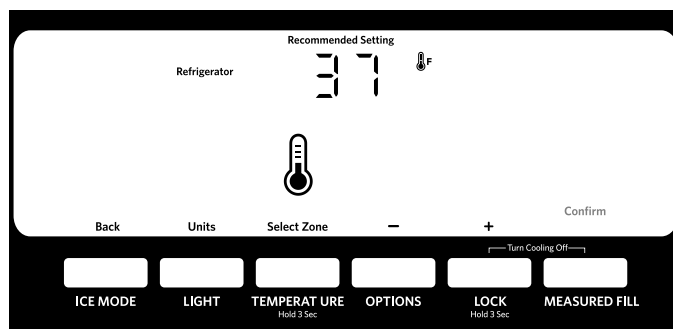 Recommended Setting
Refrigerator 37 F
Back Units Select Zone − + Confirm
Turn Cooling Off
ICE MODE LIGHT TEMPERAT URE OPTIONS LOCK MEASURED FILL
Hold 3 Sec Hold 3 Sec